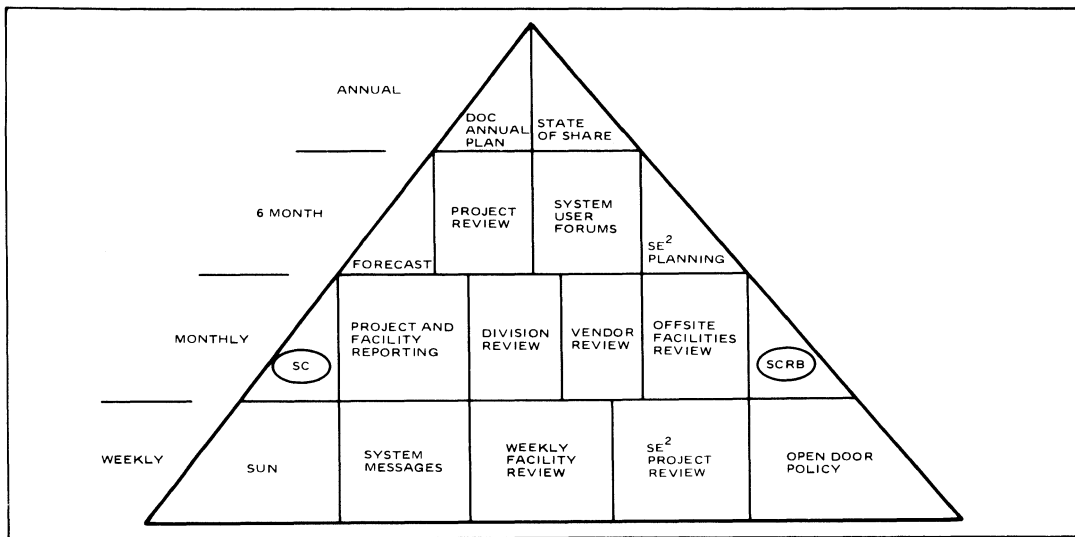 ANNUAL
DOC
ANNUAL
PLAN
STATE
OF SHARE
6 MONTH
FORECAST
PROJECT
REVIEW
SYSTEM
USER
FORUMS
SE²
PLANNING
MONTHLY
SC
PROJECT AND
FACILITY
REPORTING
DIVISION
REVIEW
VENDOR
REVIEW
OFFSITE
FACILITIES
REVIEW
SCRB
WEEKLY
SUN
SYSTEM
MESSAGES
WEEKLY
FACILITY
REVIEW
SE²
PROJECT
REVIEW
OPEN DOOR
POLICY